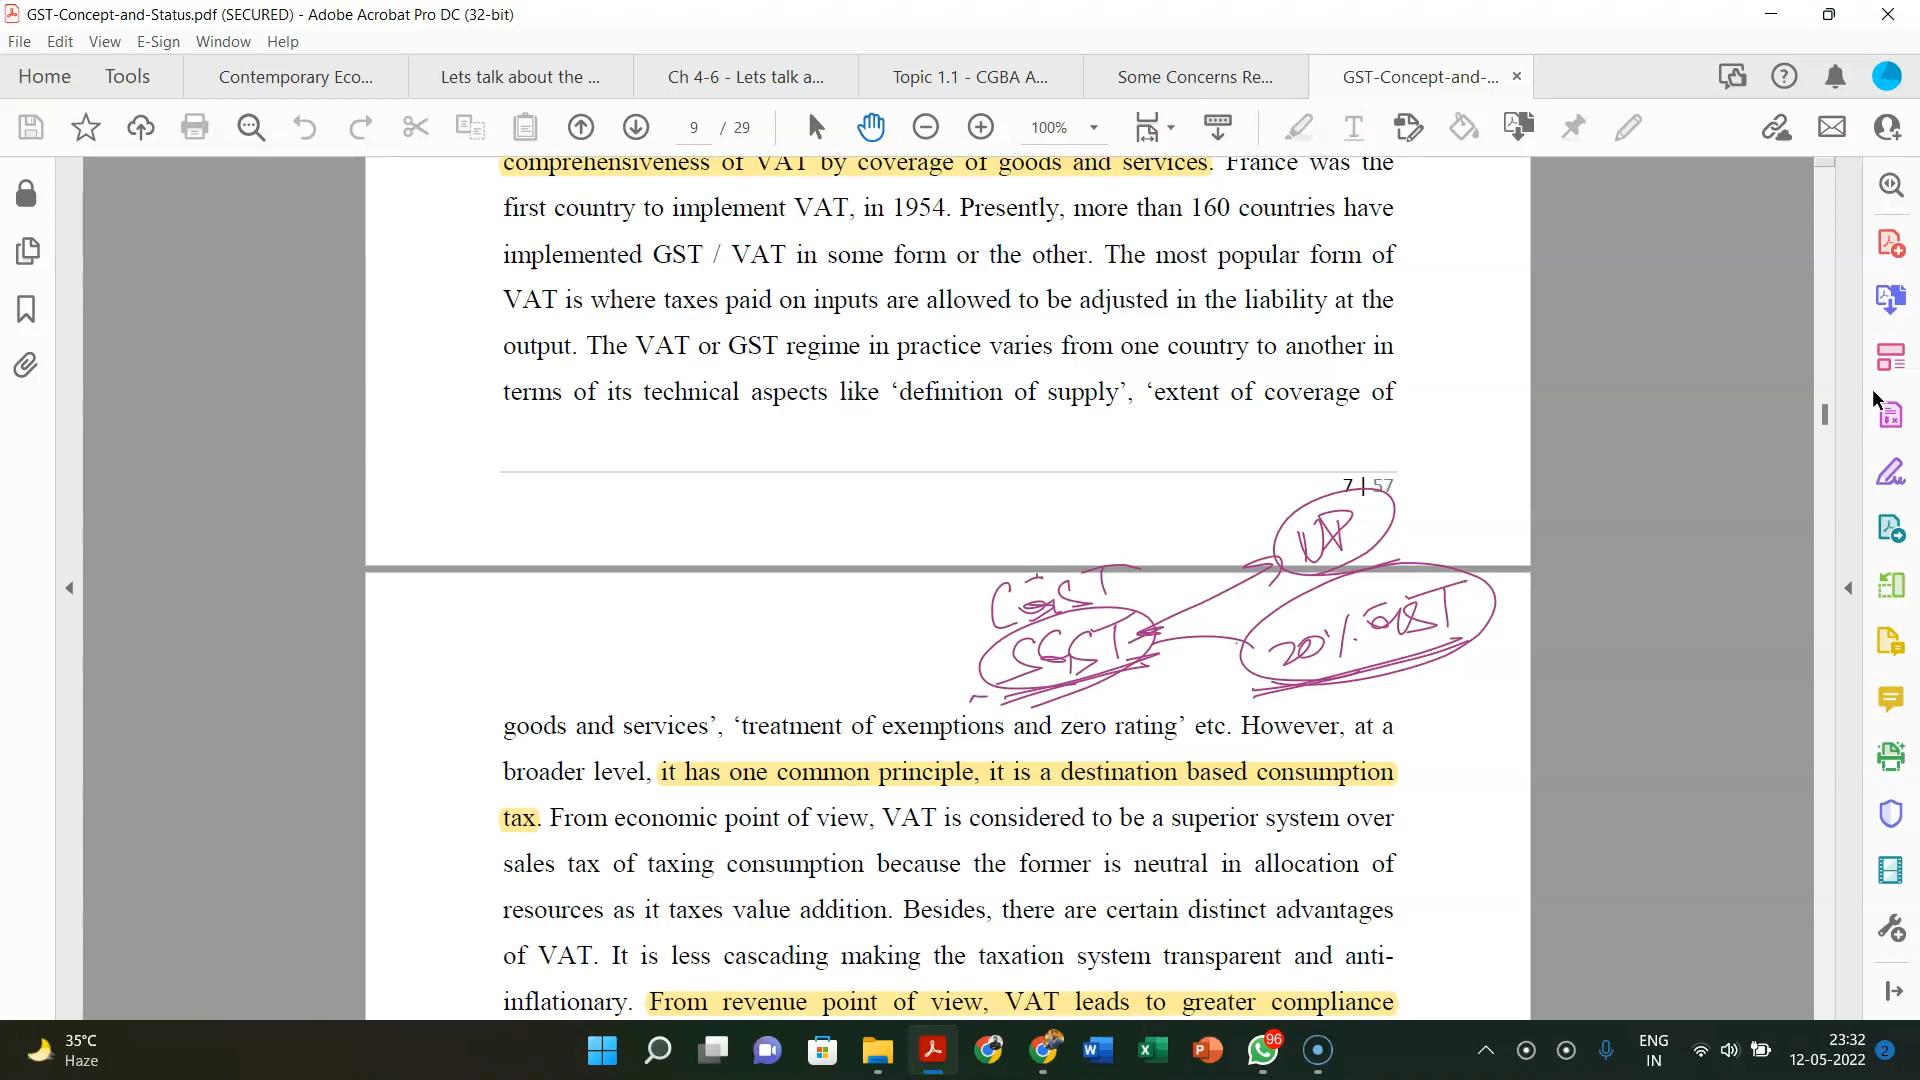 GST-Concept-and-Status.pdf (SECURED) - Adobe Acrobat Pro DC (32-bit)
File Edit View E-Sign Window Help
Home Tools Contemporary Eco... Lets talk about the ... Ch 4-6 - Lets talk a... Topic 1.1 - CGBA A... Some Concerns Re... GST-Concept-and-...
9 / 29 100%
comprehensiveness of VAT by coverage of goods and services. France was the
first country to implement VAT, in 1954. Presently, more than 160 countries have
implemented GST / VAT in some form or the other. The most popular form of
VAT is where taxes paid on inputs are allowed to be adjusted in the liability at the
output. The VAT or GST regime in practice varies from one country to another in
terms of its technical aspects like ‘definition of supply’, ‘extent of coverage of
7 | 57
UP
CGST
SGST 20% GST
goods and services’, ‘treatment of exemptions and zero rating’ etc. However, at a
broader level, it has one common principle, it is a destination based consumption
tax. From economic point of view, VAT is considered to be a superior system over
sales tax of taxing consumption because the former is neutral in allocation of
resources as it taxes value addition. Besides, there are certain distinct advantages
of VAT. It is less cascading making the taxation system transparent and anti-
inflationary. From revenue point of view, VAT leads to greater compliance
35°C
Haze
96
ENG
IN
23:32
12-05-2022
2